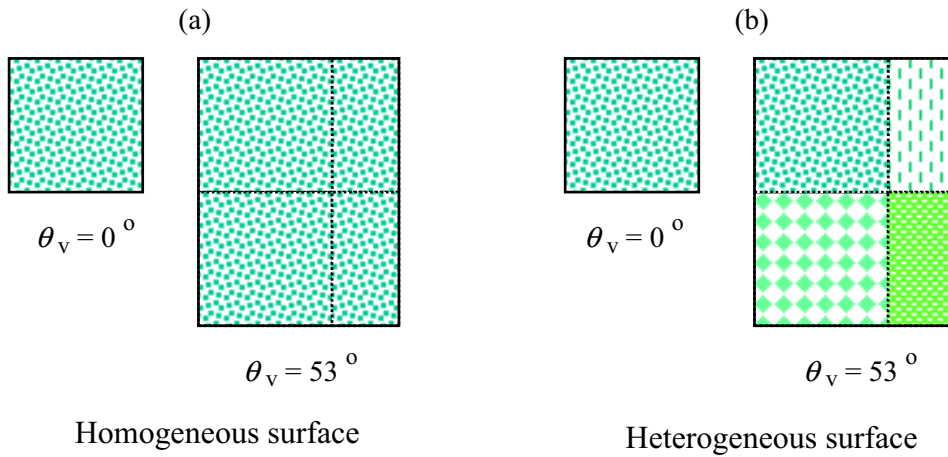 (a)
(b)
θv = 0 o
θv = 53 o
θv = 0 o
θv = 53 o
Homogeneous surface
Heterogeneous surface